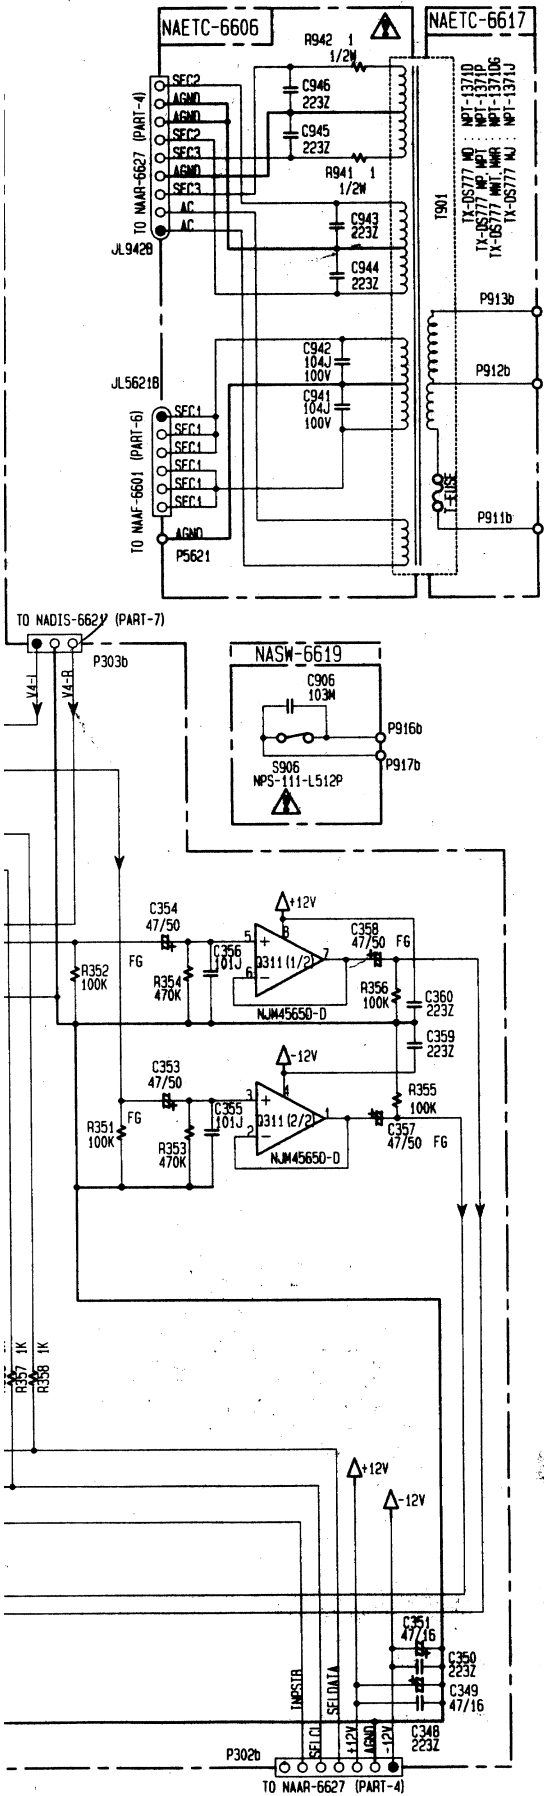 NAETC-6606
NAETC-6617
R942 1
1/2W
SEC2
AGND
AGND
SEC2
SEC3
AGND
SEC3
AC
AC
TO NAAR-6627 (PART-4)
JL942B
C946
223Z
C945
223Z
R941 1
1/2W
C943
223Z
C944
223Z
T901
TX-DS777 MD : NPT-1371D
TX-DS777 MP, MPT : NPT-1371P
TX-DS777 MWT, MWR : NPT-1371DG
TX-DS777 MJ : NPT-1371J
P913b
P912b
P911b
T-FUSE
C942
104J
100V
C941
104J
100V
JL5621B
SEC1
SEC1
SEC1
SEC1
SEC1
SEC1
AGND
TO NAAF-6601 (PART-6)
P5621
TO NADIS-6621 (PART-7)
P303b
V4-L
V4-R
NASW-6619
C906
103M
S906
NPS-111-L512P
P916b
P917b
+12V
C354
47/50
FG
R352
100K
R354
470K
C356
101J
5
6
7
8
Q311(1/2)
NJM4565D-D
C358
47/50
FG
R356
100K
C360
223Z
C359
223Z
-12V
C353
47/50
FG
R351
100K
R353
470K
C355
101J
3
2
1
4
Q311(2/2)
NJM4565D-D
R355
100K
C357
47/50 FG
R357 1K
R358 1K
+12V
-12V
C351
47/16
C350
223Z
C349
47/16
C348
223Z
INPSTB
SELCL
SELDATA
+12V
AGND
-12V
P302b
TO NAAR-6627 (PART-4)